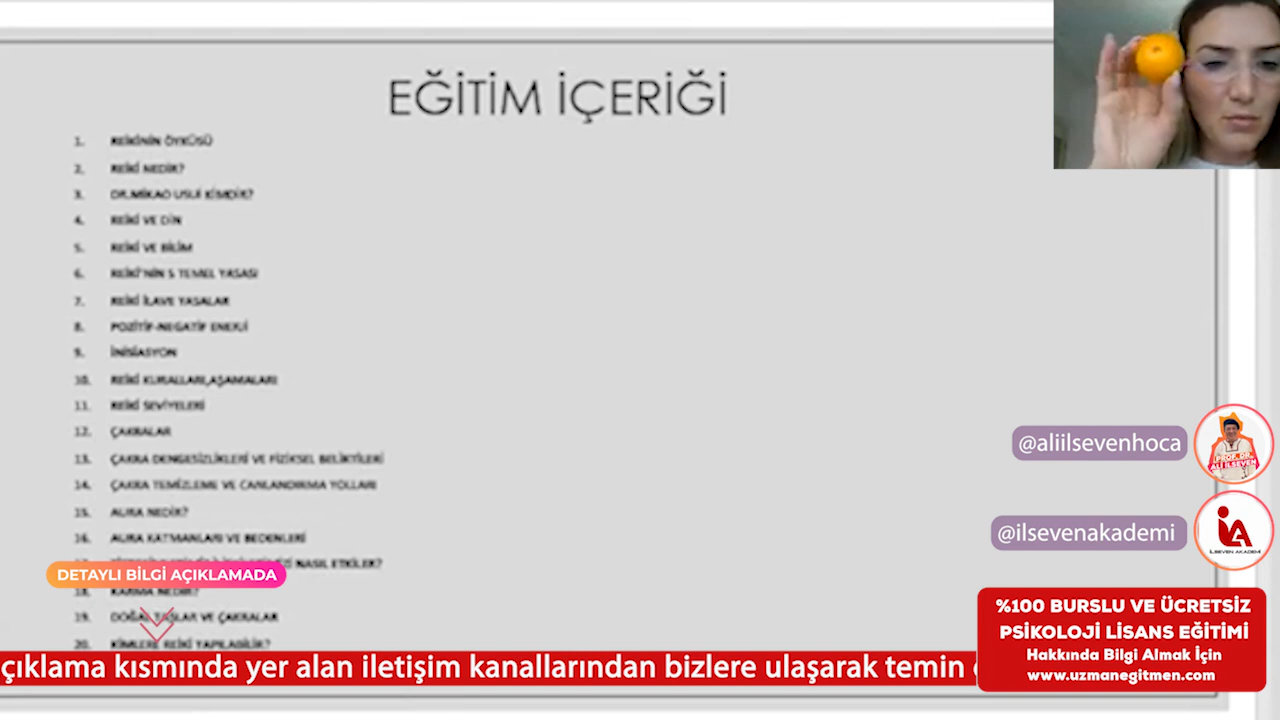 EĞİTİM İÇERİĞİ
1. REİKİNİN ÖYKÜSÜ
2. REİKİ NEDİR?
3. DR.MİKAO USUİ KİMDİR?
4. REİKİ VE DİN
5. REİKİ VE BİLİM
6. REİKİ'NİN 5 TEMEL YASASI
7. REİKİ İLAVE YASALAR
8. POZİTİF-NEGATİF ENERJİ
9. İNİSİASYON
10. REİKİ KURALLARI,AŞAMALARI
11. REİKİ SEVİYELERİ
12. ÇAKRALAR
13. ÇAKRA DENGESİZLİKLERİ VE FİZİKSEL BELİRTİLERİ
14. ÇAKRA TEMİZLEME VE CANLANDIRMA YOLLARI
15. AURA NEDİR?
16. AURA KATMANLARI VE BEDENLERİ
NASIL ETKİLER?
18. KARMA NEDİR?
19. DOĞAL TAŞLAR VE ÇAKRALAR
20. KİMLERE REİKİ YAPILABİLİR?
DETAYLI BİLGİ AÇIKLAMADA
@aliilsevenhoca
PROF. DR.
ALİ İLSEVEN
@ilsevenakademi
İLSEVEN AKADEMİ
%100 BURSLU VE ÜCRETSİZ
PSİKOLOJİ LİSANS EĞİTİMİ
Hakkında Bilgi Almak İçin
www.uzmanegitmen.com
çıklama kısmında yer alan iletişim kanallarından bizlere ulaşarak temin